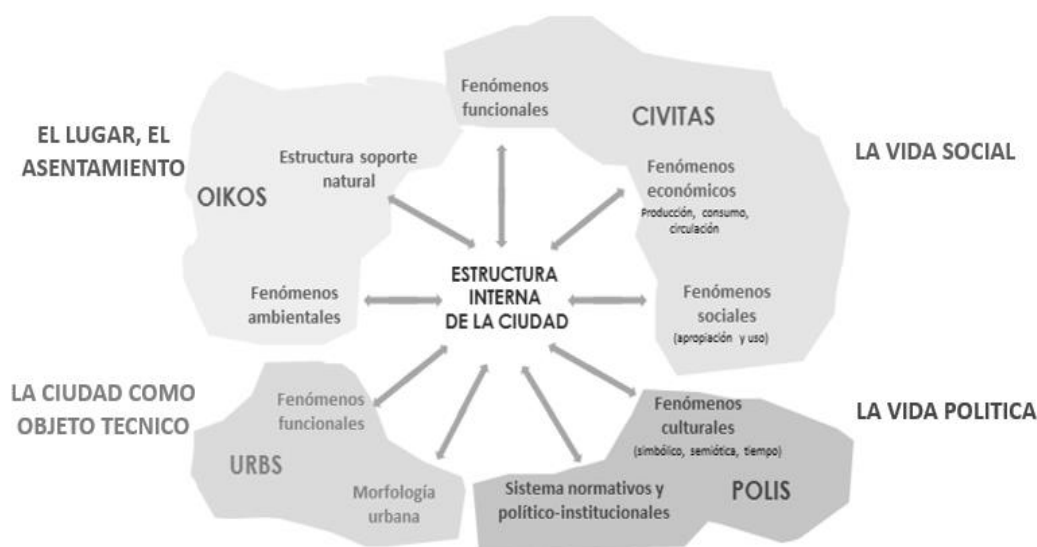 Fenómenos
funcionales
CIVITAS
EL LUGAR, EL
ASENTAMIENTO
Estructura soporte
natural
OIKOS
LA VIDA SOCIAL
Fenómenos
económicos
Producción, consumo,
circulación
ESTRUCTURA
INTERNA
DE LA CIUDAD
Fenómenos
ambientales
Fenómenos
sociales
(apropiación y uso)
LA CIUDAD COMO
OBJETO TECNICO
Fenómenos
funcionales
URBS
Morfología
urbana
Fenómenos
culturales
(simbólico, semiótica, tiempo)
LA VIDA POLITICA
Sistema normativos y
político-institucionales
POLIS